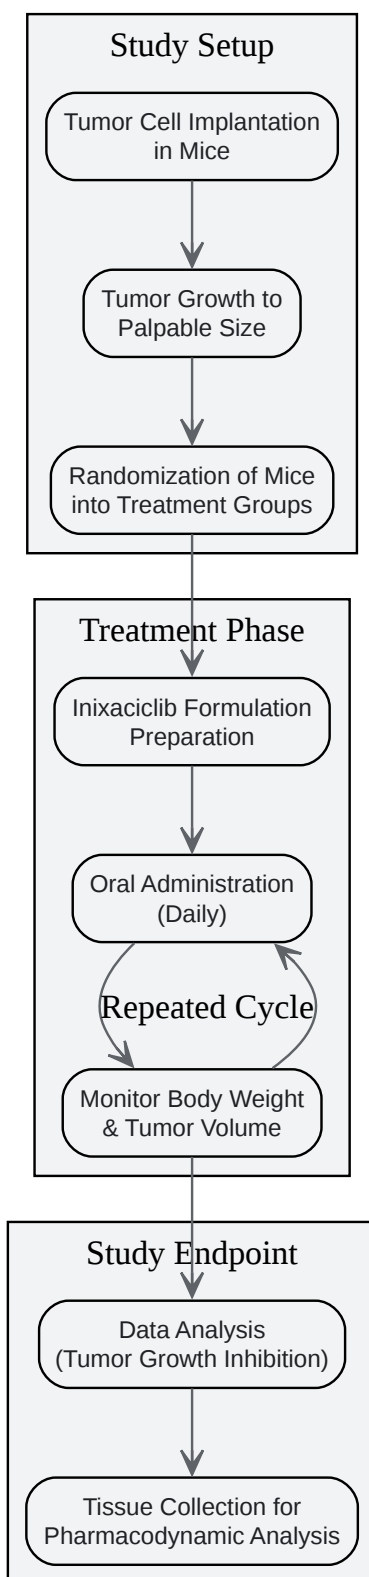 Study Setup
Tumor Cell Implantation
in Mice
Tumor Growth to
Palpable Size
Randomization of Mice
into Treatment Groups
Treatment Phase
Inixaciclib Formulation
Preparation
Oral Administration
(Daily)
Repeated Cycle
Monitor Body Weight
& Tumor Volume
Study Endpoint
Data Analysis
(Tumor Growth Inhibition)
Tissue Collection for
Pharmacodynamic Analysis